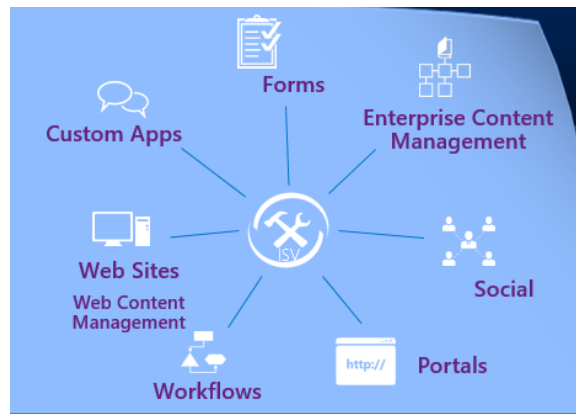 Forms
Enterprise Content
Management
Custom Apps
ISV
Web Sites
Web Content
Management
Social
http://
Portals
Workflows